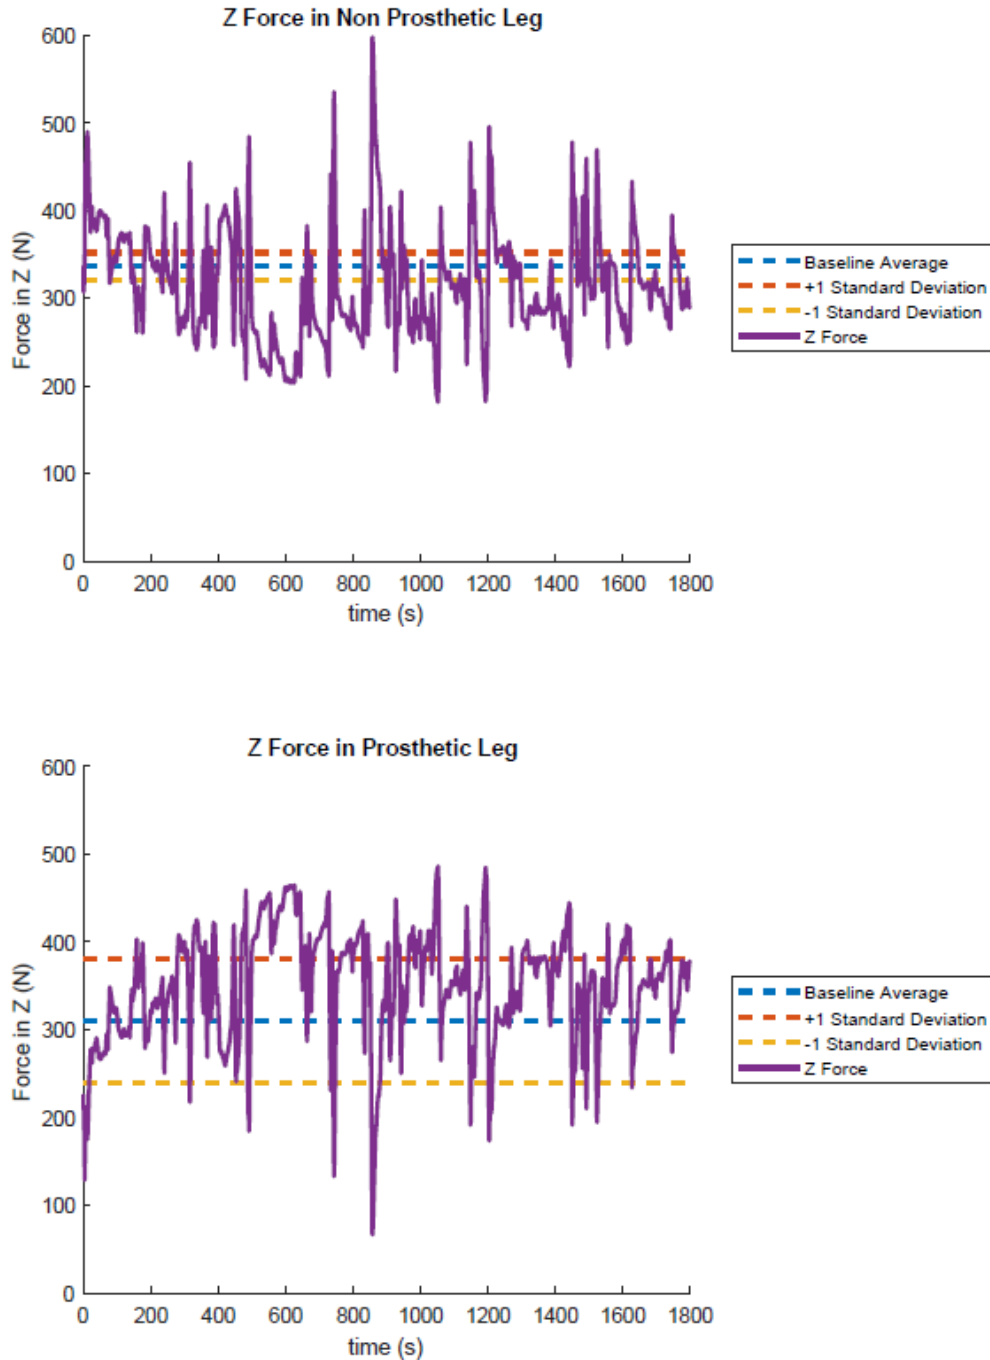 Z Force in Non Prosthetic Leg
600
500
400
300
200
100
0
Force in Z (N)
0 200 400 600 800 1000 1200 1400 1600 1800
time (s)
Baseline Average
+1 Standard Deviation
-1 Standard Deviation
Z Force
Z Force in Prosthetic Leg
600
500
400
300
200
100
0
Force in Z (N)
0 200 400 600 800 1000 1200 1400 1600 1800
time (s)
Baseline Average
+1 Standard Deviation
-1 Standard Deviation
Z Force